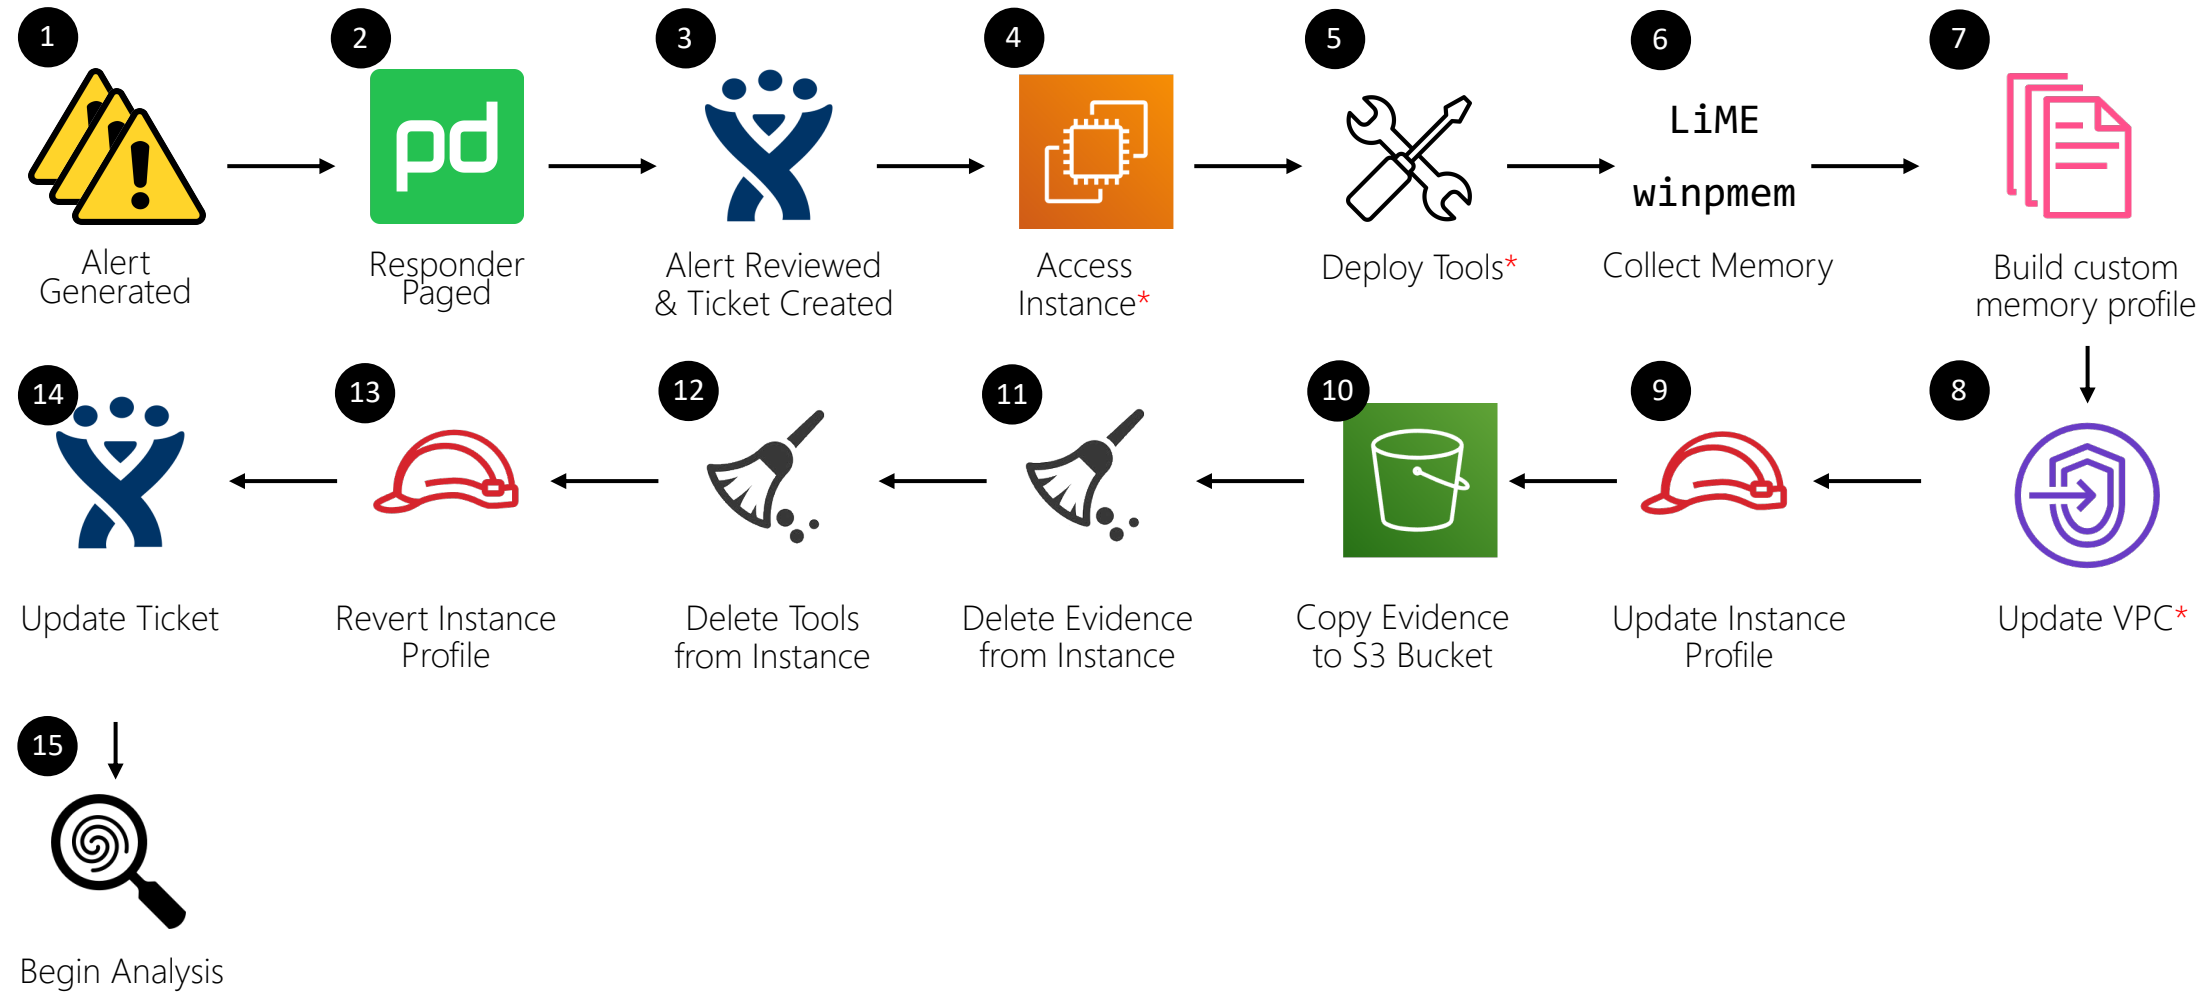 1
2
3
4
5
6
7
pd
LiME
winpmem
Alert
Generated
Responder
Paged
Alert Reviewed
& Ticket Created
Access
Instance*
Deploy Tools*
Collect Memory
Build custom
memory profile
14
13
12
11
10
9
8
Update Ticket
Revert Instance
Profile
Delete Tools
from Instance
Delete Evidence
from Instance
Copy Evidence
to S3 Bucket
Update Instance
Profile
Update VPC*
15
Begin Analysis